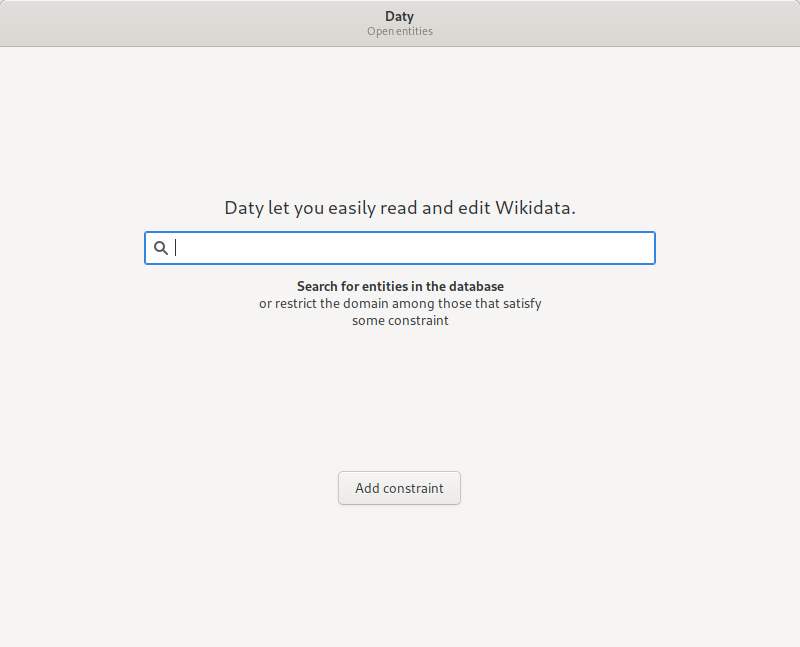 Daty
Open entities
Daty let you easily read and edit Wikidata.
Search for entities in the database
or restrict the domain among those that satisfy
some constraint
Add constraint